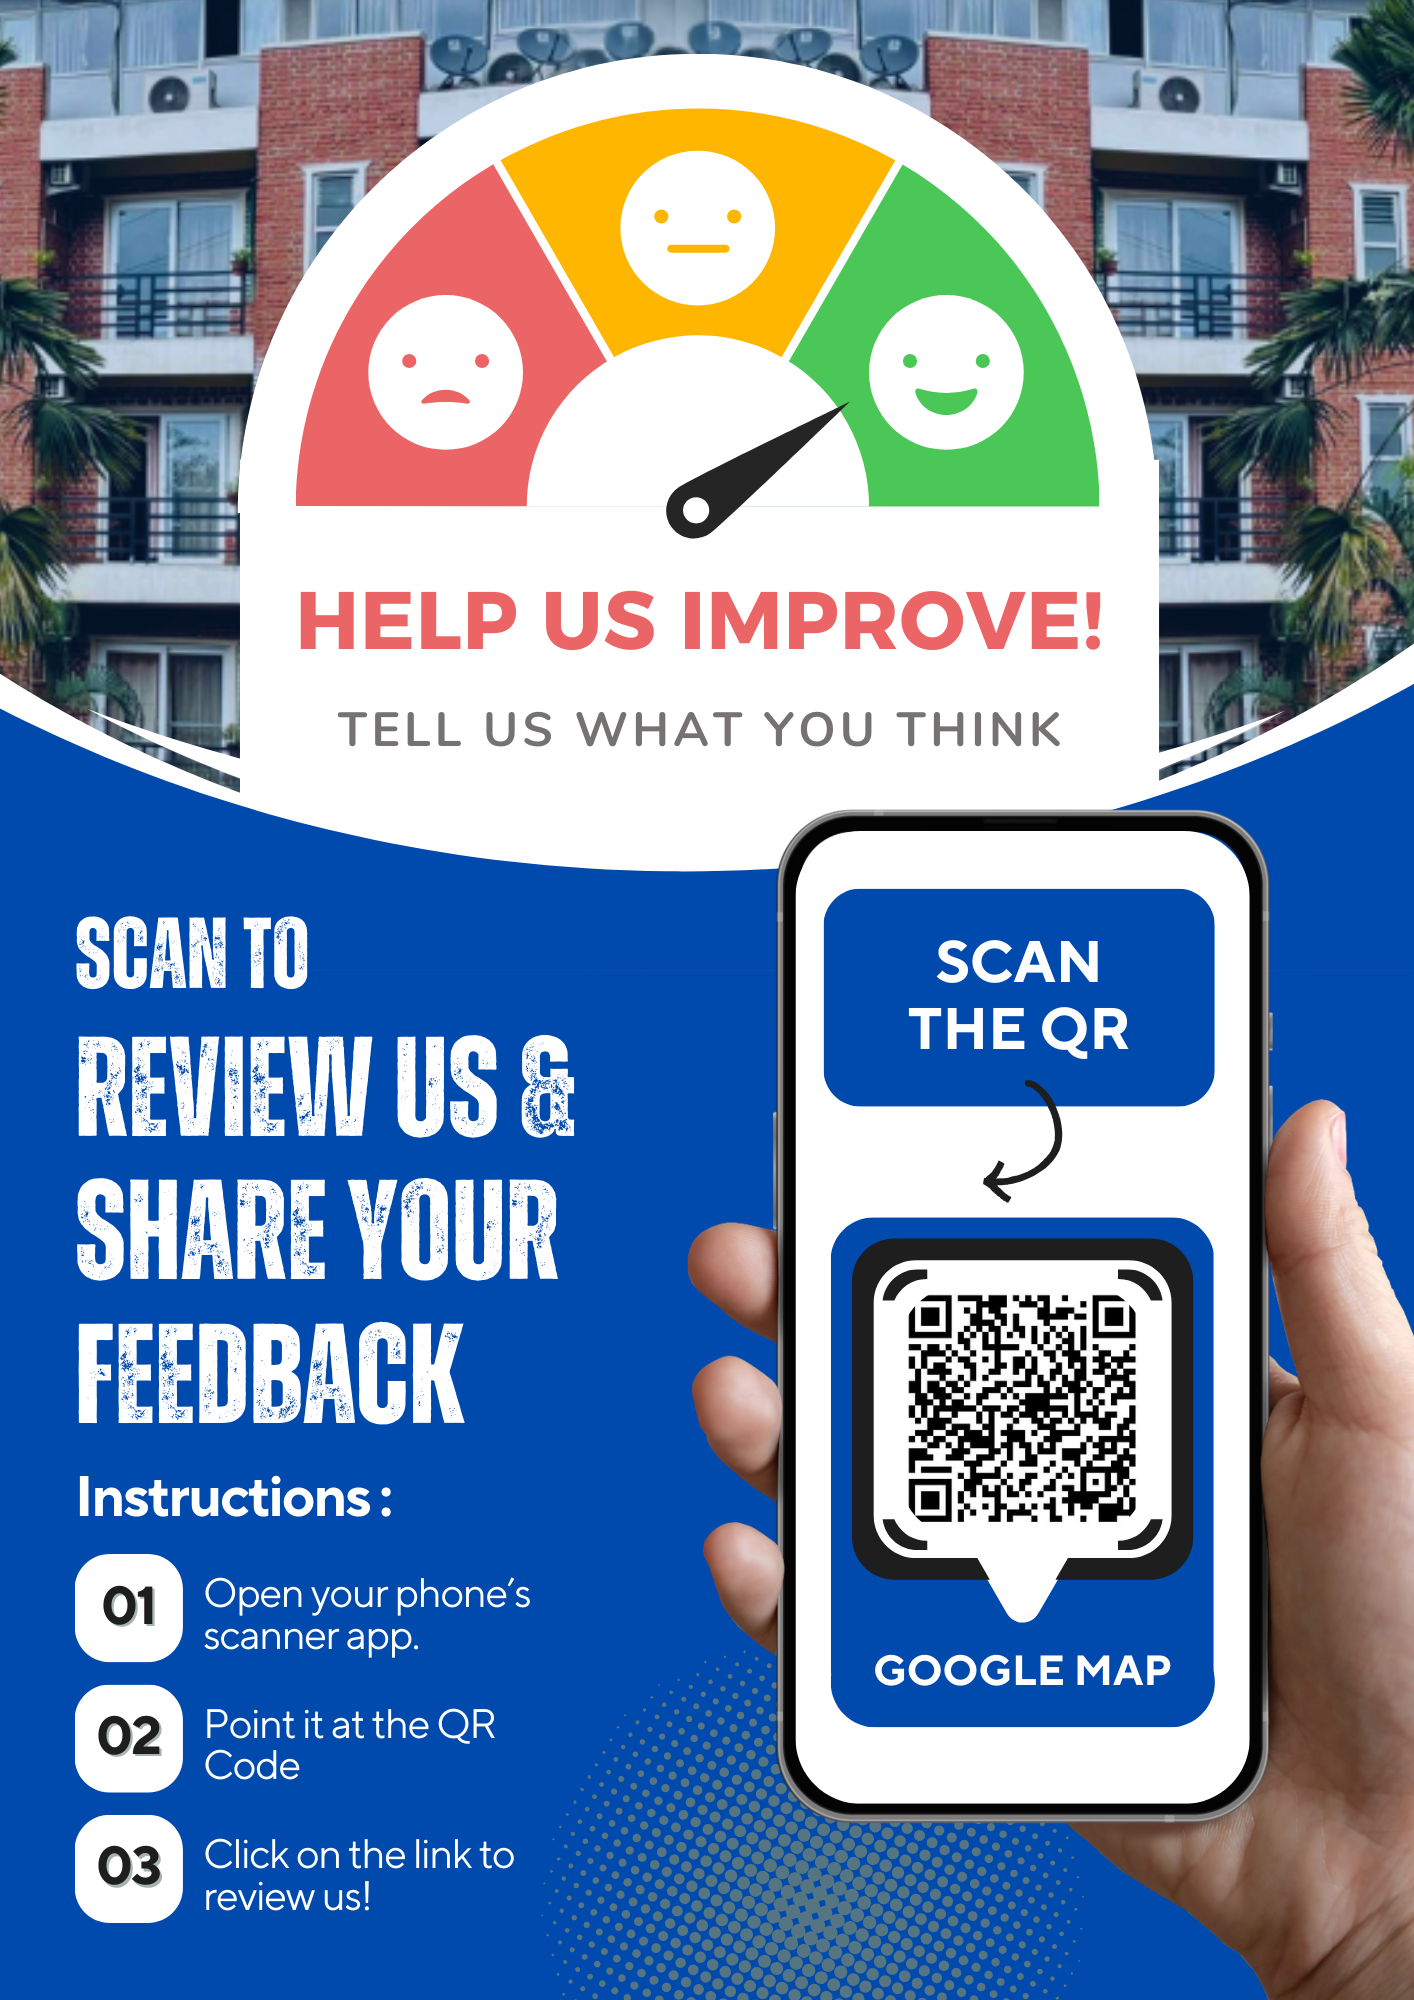 HELP US IMPROVE!
TELL US WHAT YOU THINK
SCAN TO
REVIEW US &
SHARE YOUR
FEEDBACK
Instructions :
01
Open your phone's
scanner app.
02
Point it at the QR
Code
03
Click on the link to
review us!
SCAN
THE QR
GOOGLE MAP